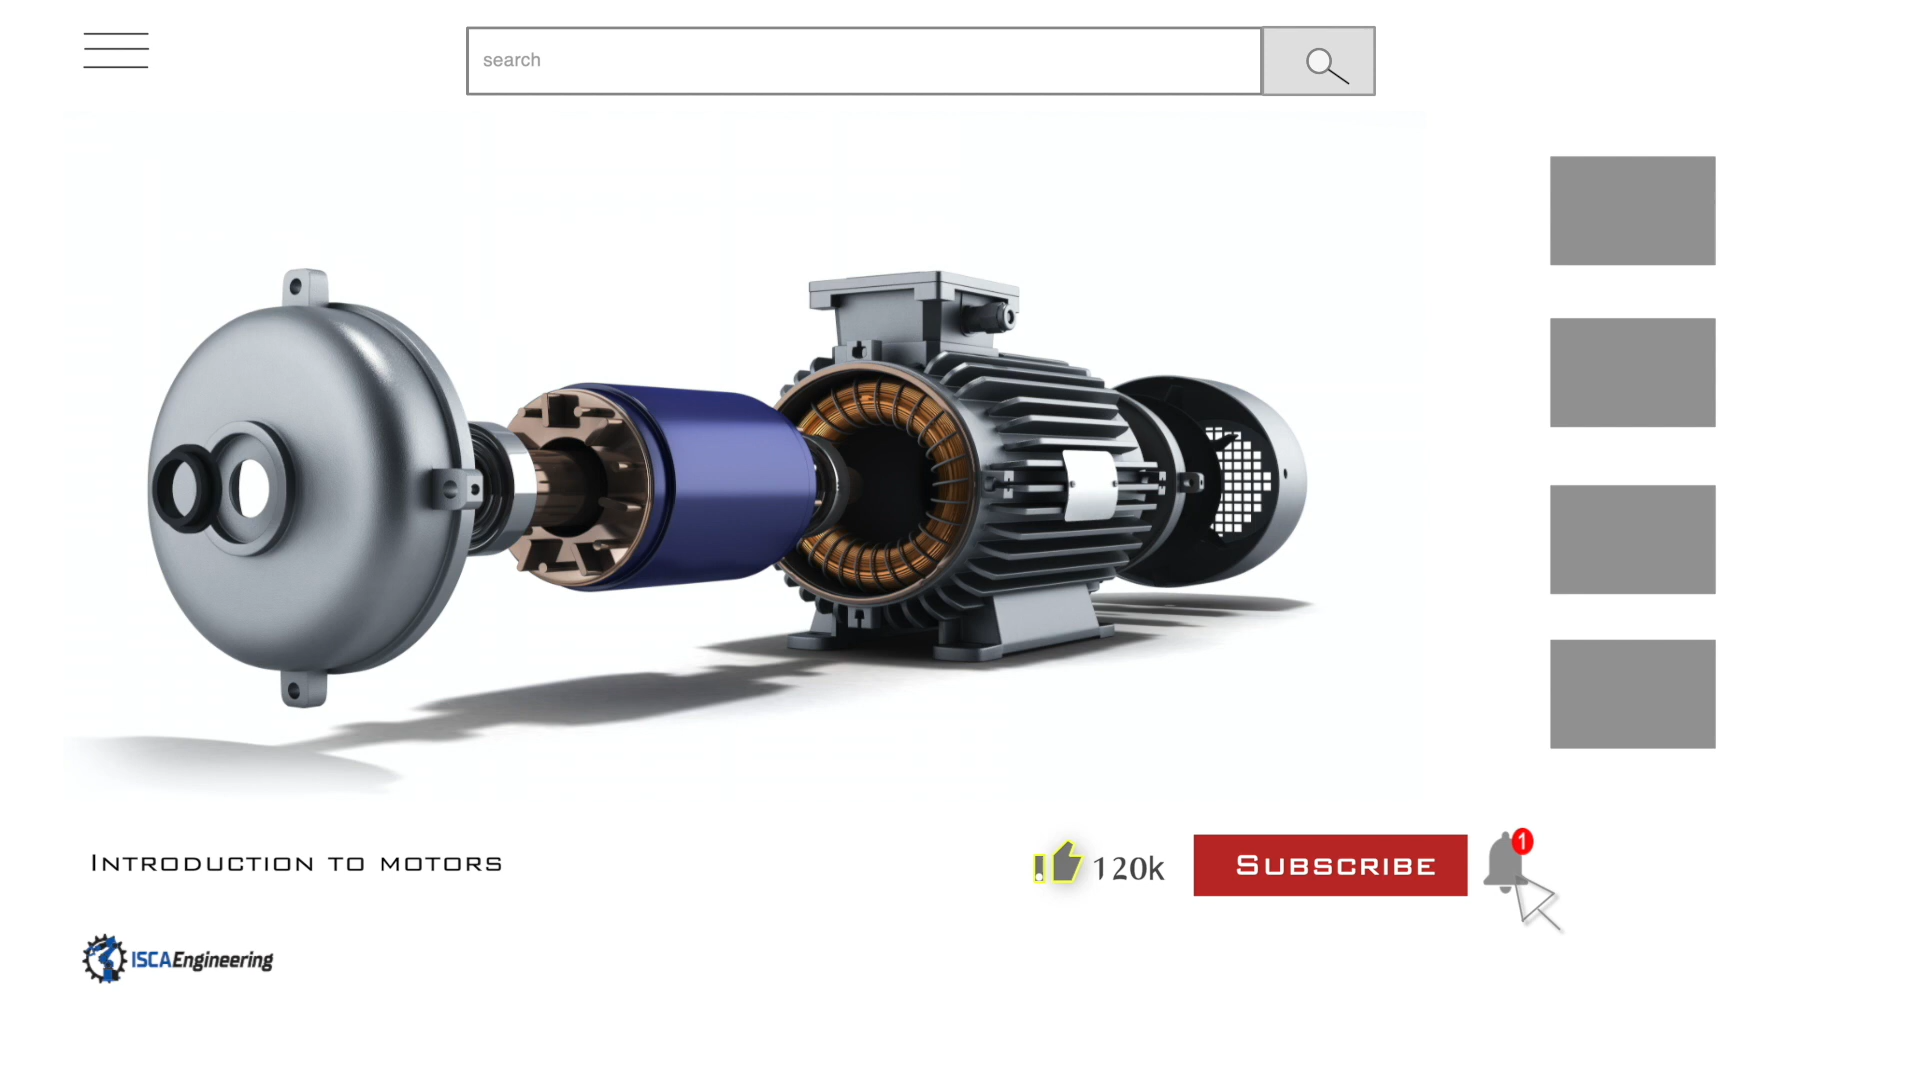 search
INTRODUCTION TO MOTORS
120k
SUBSCRIBE
1
ISCAEngineering